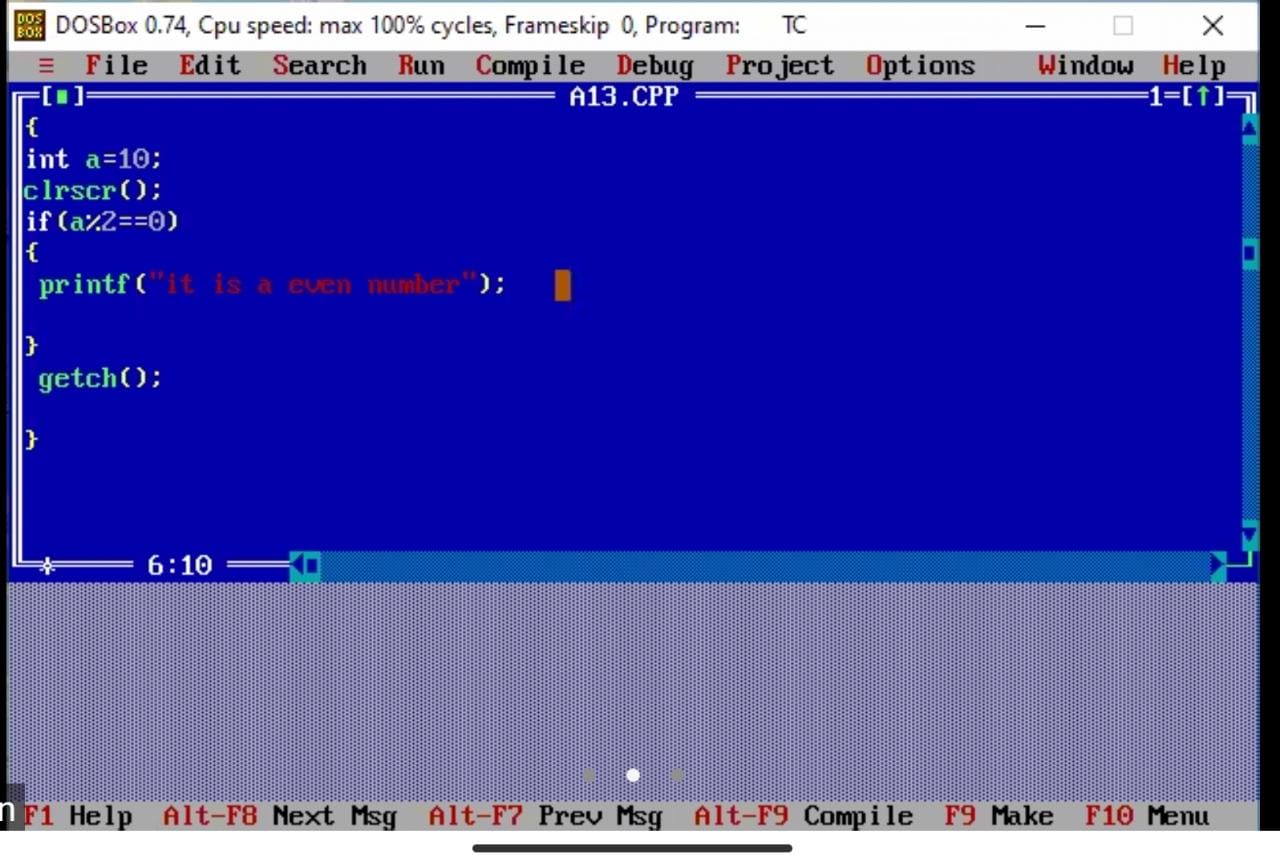 DOSBox 0.74, Cpu speed: max 100% cycles, Frameskip 0, Program: TC
≡ File Edit Search Run Compile Debug Project Options Window Help
[■] A13.CPP 1=[↑]
{
int a=10;
clrscr();
if(a%2==0)
{
printf("it is a even number");
}
getch();
}
6:10
n
F1 Help Alt-F8 Next Msg Alt-F7 Prev Msg Alt-F9 Compile F9 Make F10 Menu